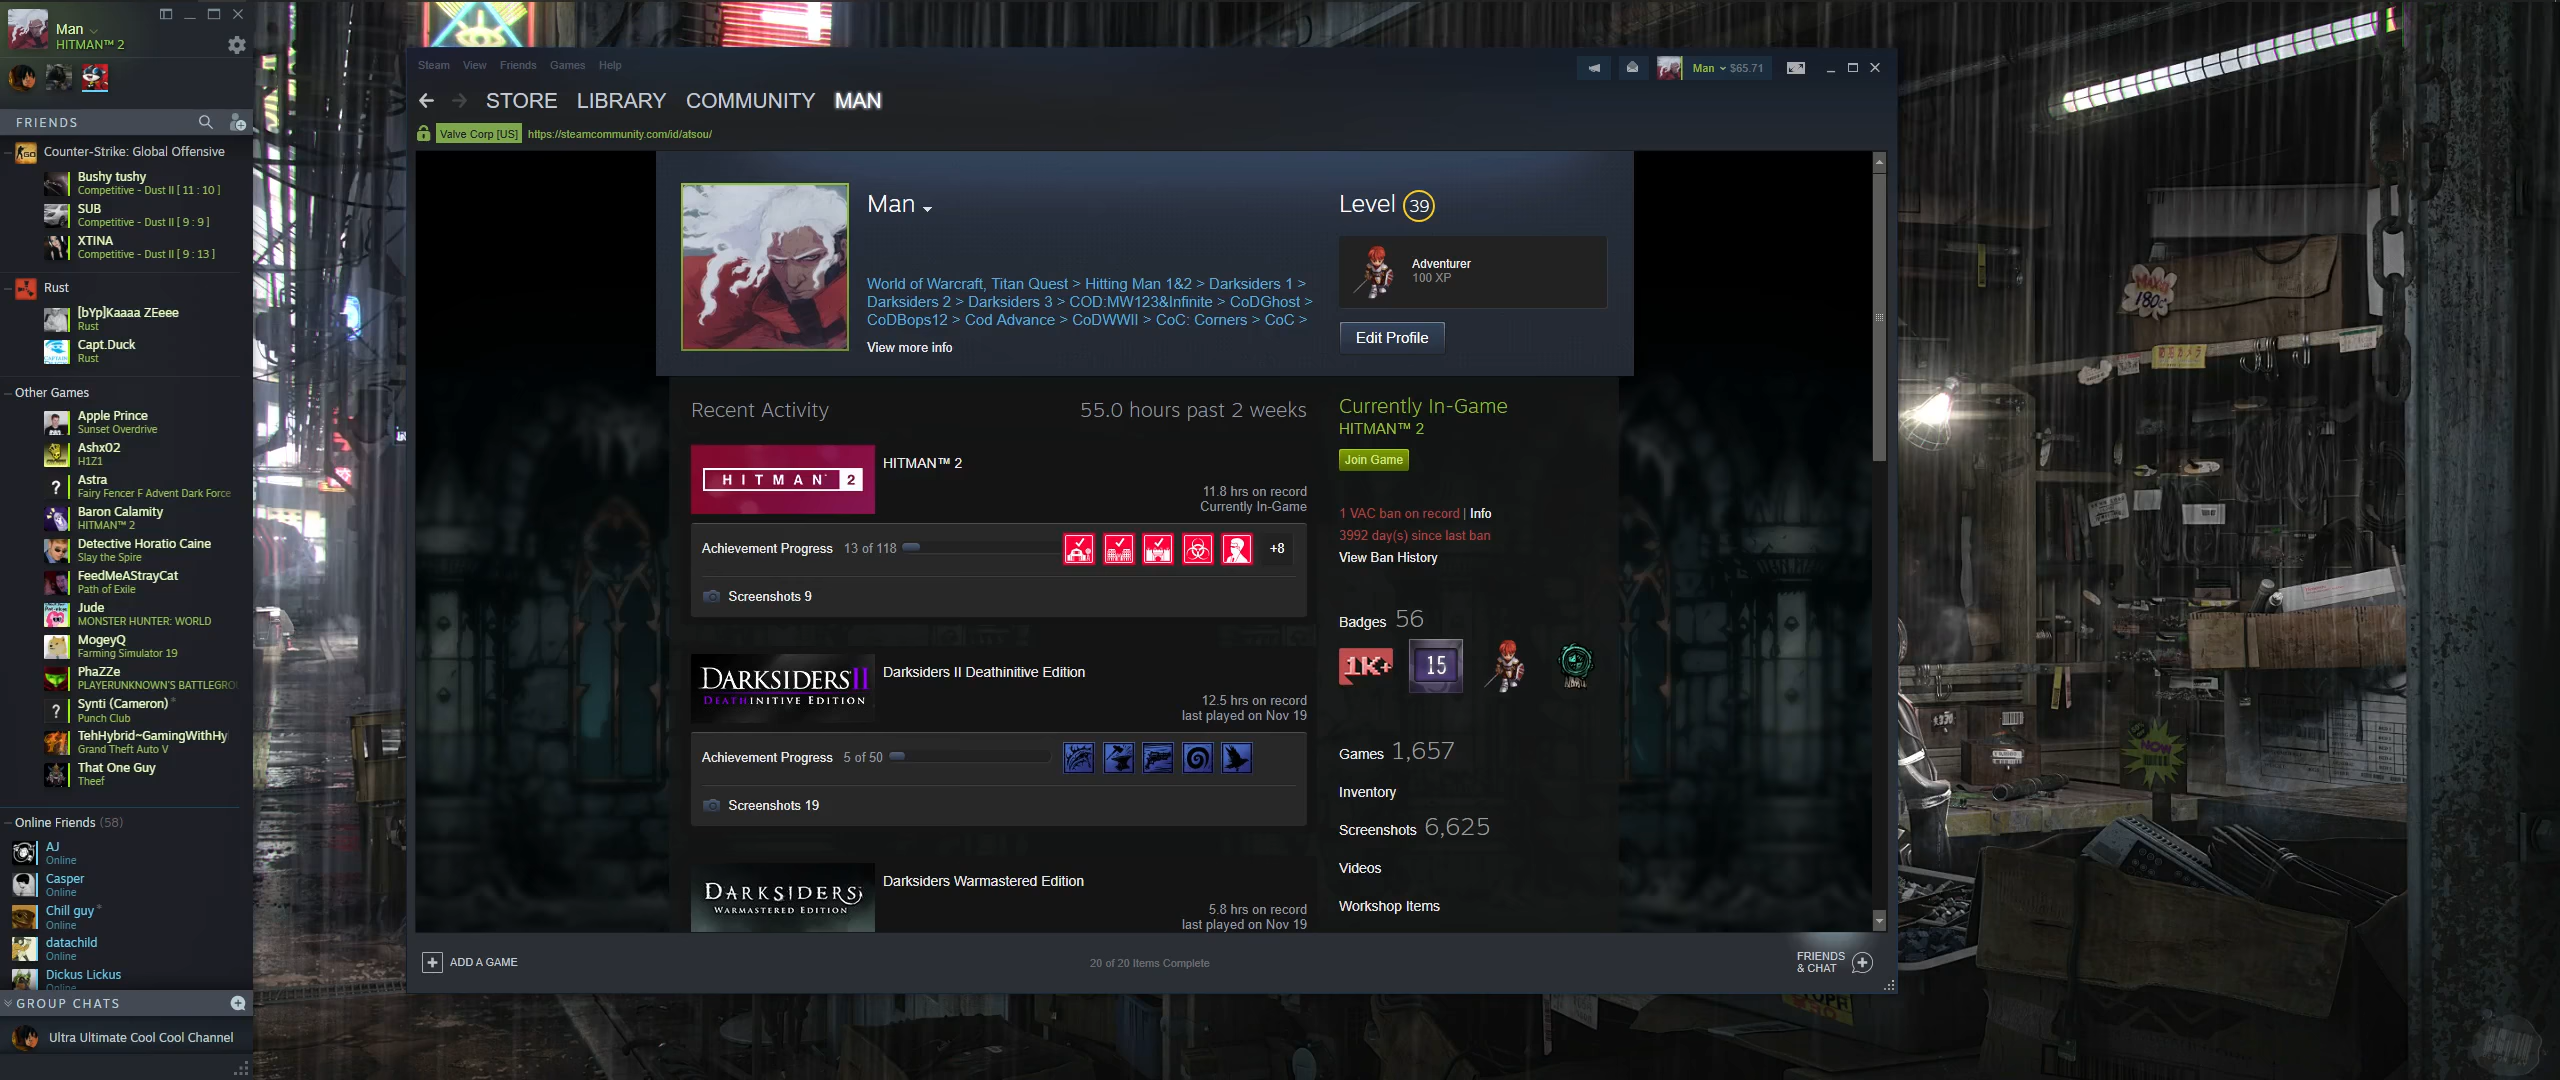 Man
HITMAN™ 2
FRIENDS
Counter-Strike: Global Offensive
Bushy tushy
Competitive - Dust II [ 11 : 10 ]
SUB
Competitive - Dust II [ 9 : 9 ]
XTINA
Competitive - Dust II [ 9 : 13 ]
Rust
[bYp]Kaaaa ZEeee
Rust
Capt.Duck
Rust
Other Games
Apple Prince
Sunset Overdrive
Ashx02
H1Z1
Astra
Fairy Fencer F Advent Dark Force
Baron Calamity
HITMAN™ 2
Detective Horatio Caine
Slay the Spire
FeedMeAStrayCat
Path of Exile
Jude
MONSTER HUNTER: WORLD
MogeyQ
Farming Simulator 19
PhaZZe
PLAYERUNKNOWN'S BATTLEGRO
Synti (Cameron) *
Punch Club
TehHybrid~GamingWithHy
Grand Theft Auto V
That One Guy
Theef
Online Friends (58)
AJ
Online
Casper
Online
Chill guy *
Online
datachild
Online
Dickus Lickus
Online
GROUP CHATS
Ultra Ultimate Cool Cool Channel
Steam View Friends Games Help
Man $65.71
STORE LIBRARY COMMUNITY MAN
Valve Corp [US] https://steamcommunity.com/id/atsou/
Man
World of Warcraft, Titan Quest > Hitting Man 1&2 > Darksiders 1 >
Darksiders 2 > Darksiders 3 > COD:MW123&Infinite > CoDGhost >
CoDBops12 > Cod Advance > CoDWWII > CoC: Corners > CoC >
View more info
Level 39
Adventurer
100 XP
Edit Profile
Recent Activity 55.0 hours past 2 weeks
HITMAN 2
HITMAN™ 2
11.8 hrs on record
Currently In-Game
Achievement Progress 13 of 118 +8
Screenshots 9
DARKSIDERS II
DEATHINITIVE EDITION
Darksiders II Deathinitive Edition
12.5 hrs on record
last played on Nov 19
Achievement Progress 5 of 50
Screenshots 19
DARKSIDERS
WARMASTERED EDITION
Darksiders Warmastered Edition
5.8 hrs on record
last played on Nov 19
Currently In-Game
HITMAN™ 2
Join Game
1 VAC ban on record | Info
3992 day(s) since last ban
View Ban History
Badges 56
1K+ 15
Games 1,657
Inventory
Screenshots 6,625
Videos
Workshop Items
ADD A GAME
20 of 20 Items Complete
FRIENDS
& CHAT
180
NOW